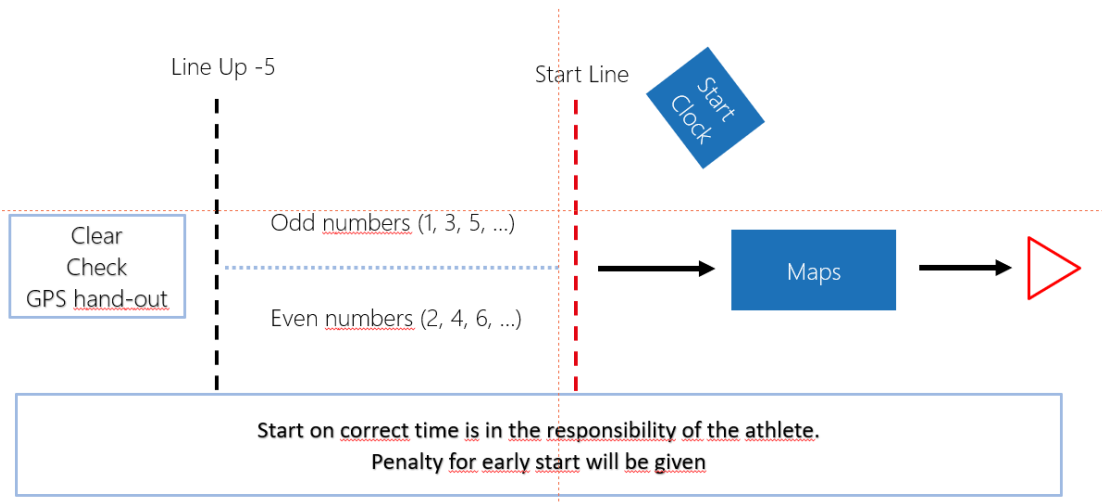 Line Up -5
Start Line
Start
Clock
Odd numbers (1, 3, 5, ...)
Clear
Check
GPS hand-out
Maps
Even numbers (2, 4, 6, ...)
Start on correct time is in the responsibility of the athlete.
Penalty for early start will be given